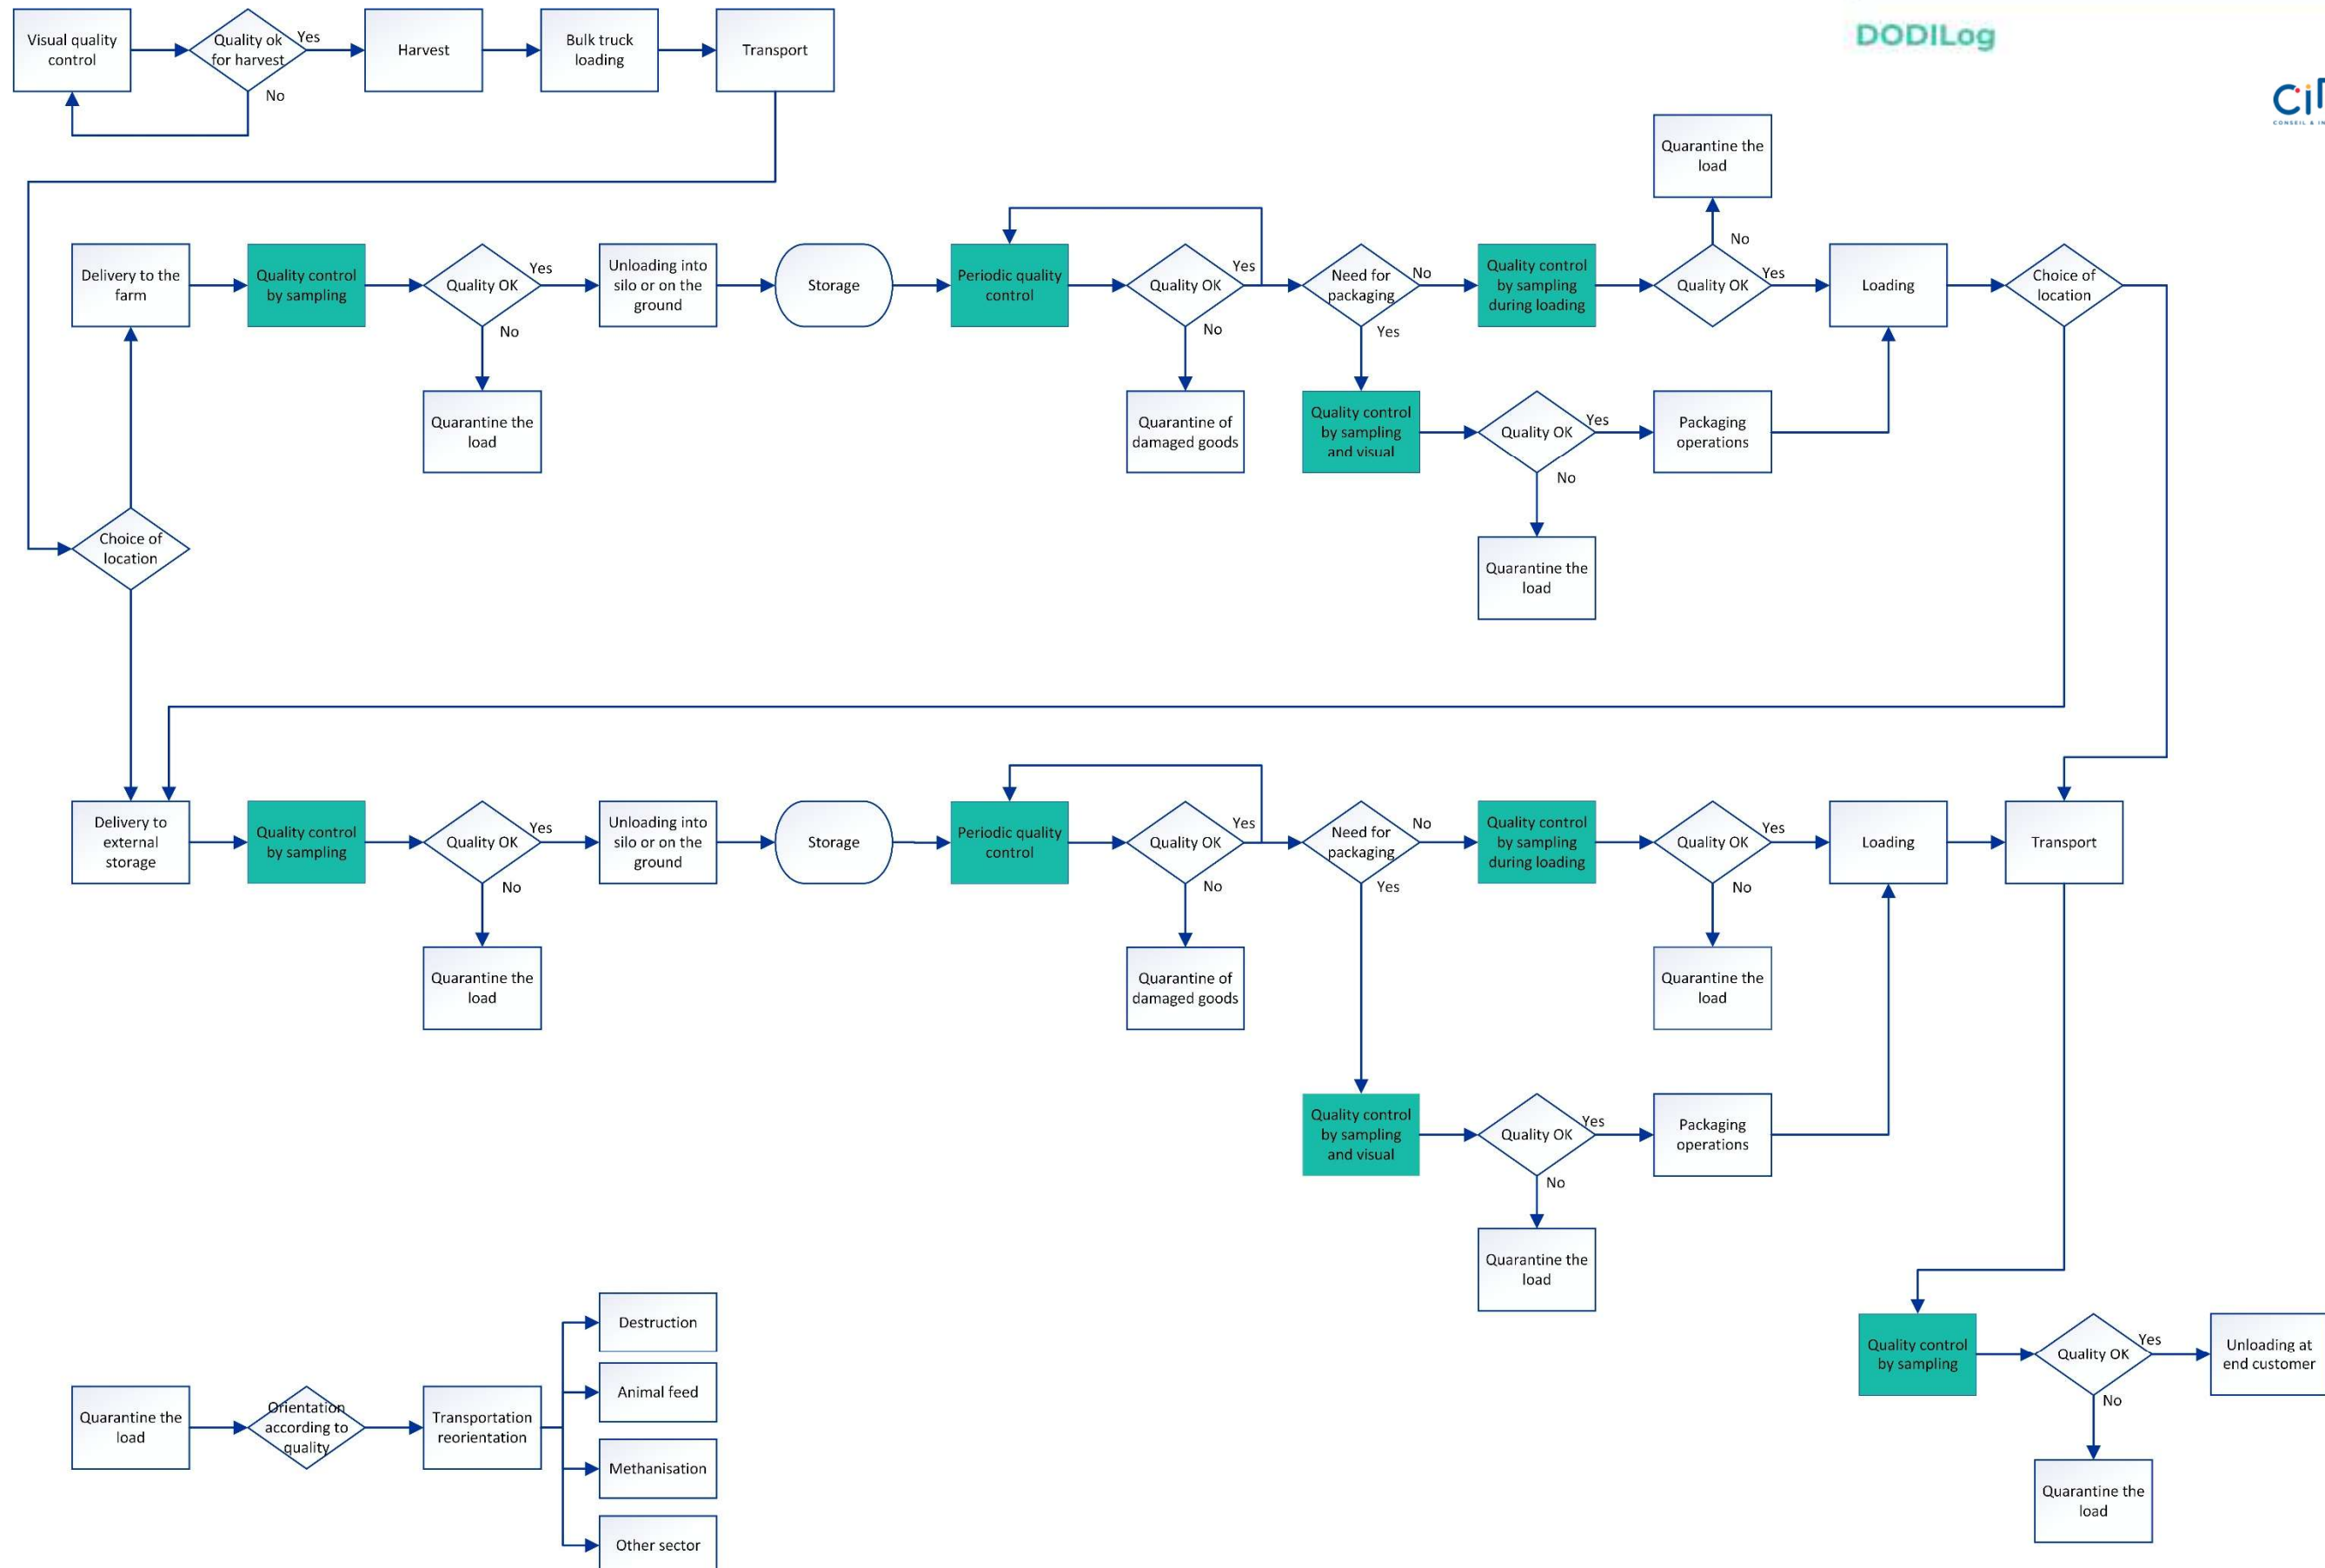 DODILog
Visual quality
control
Quality ok
for harvest
Yes
No
Harvest
Bulk truck
loading
Transport
Quarantine the
load
No
Delivery to the
farm
Quality control
by sampling
Quality OK
Yes
No
Unloading into
silo or on the
ground
Storage
Periodic quality
control
Quality OK
Yes
No
Need for
packaging
No
Yes
Quality control
by sampling
during loading
Quality OK
Yes
Loading
Choice of
location
Quarantine the
load
Quarantine of
damaged goods
Quality control
by sampling
and visual
Quality OK
Yes
No
Packaging
operations
Quarantine the
load
Choice of
location
Delivery to
external
storage
Quality control
by sampling
Quality OK
Yes
No
Unloading into
silo or on the
ground
Storage
Periodic quality
control
Quality OK
Yes
No
Need for
packaging
No
Yes
Quality control
by sampling
during loading
Quality OK
Yes
No
Loading
Transport
Quarantine the
load
Quarantine of
damaged goods
Quarantine the
load
Quality control
by sampling
and visual
Quality OK
Yes
No
Packaging
operations
Quarantine the
load
Quality control
by sampling
Quality OK
Yes
No
Unloading at
end customer
Quarantine the
load
Quarantine the
load
Orientation
according to
quality
Transportation
reorientation
Destruction
Animal feed
Methanisation
Other sector